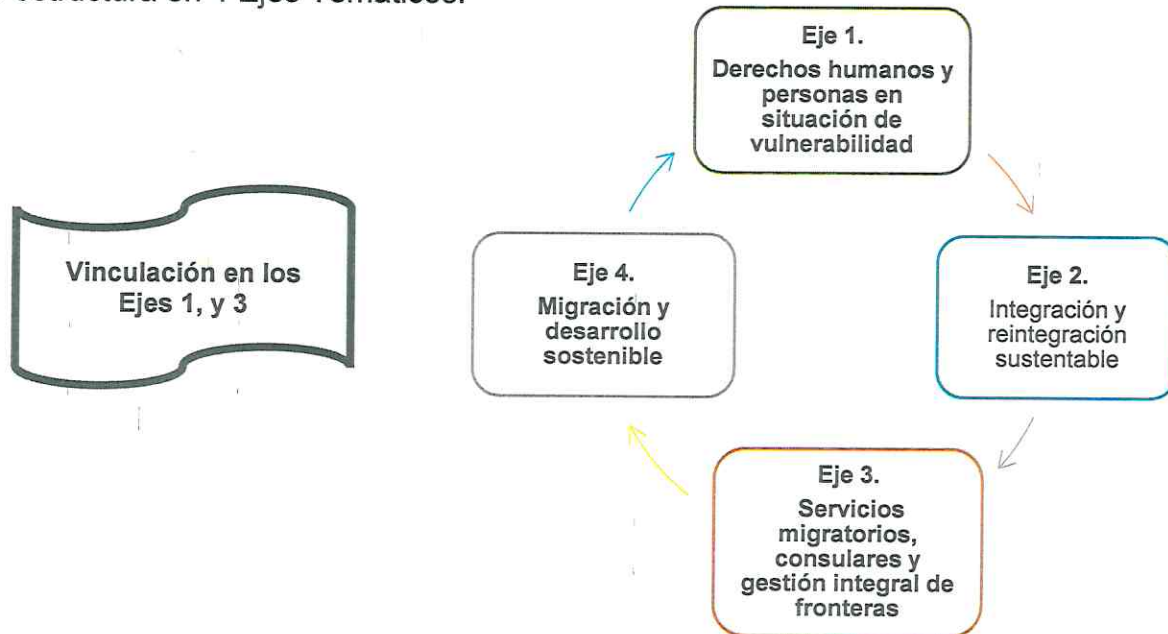 Eje 1.
Derechos humanos y
personas en
situación de
vulnerabilidad
Vinculación en los
Ejes 1, y 3
Eje 4.
Migración y
desarrollo
sostenible
Eje 2.
Integración y
reintegración
sustentable
Eje 3.
Servicios
migratorios,
consulares y
gestión integral de
fronteras